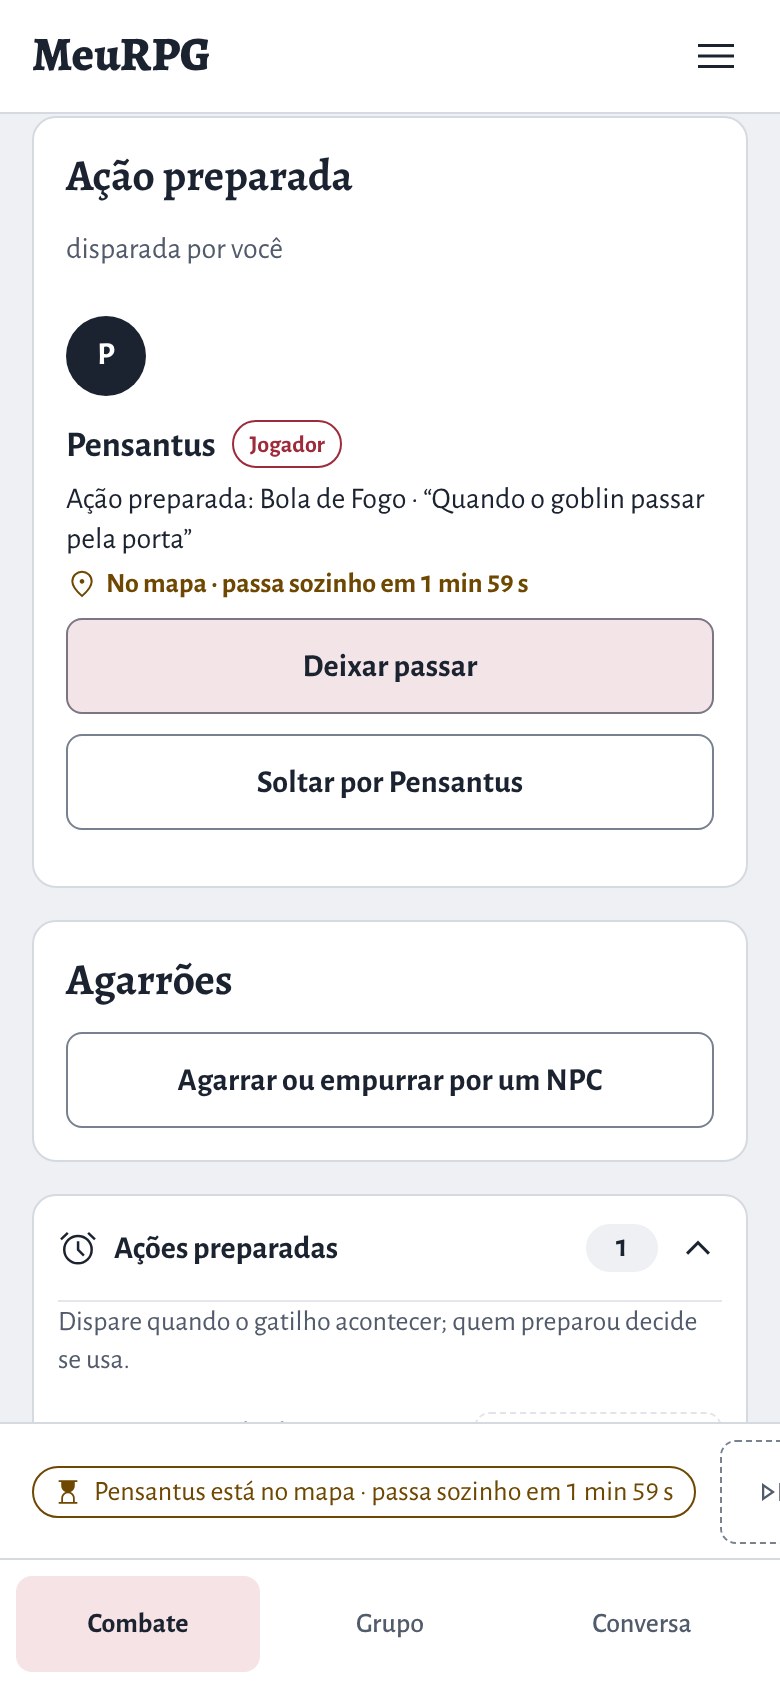 MeuRPG
Ação preparada
disparada por você
P
Pensantus
Jogador
Ação preparada: Bola de Fogo · “Quando o goblin passar
pela porta”
No mapa · passa sozinho em 1 min 59 s
Deixar passar
Soltar por Pensantus
Agarrões
Agarrar ou empurrar por um NPC
Ações preparadas
1
Dispare quando o gatilho acontecer; quem preparou decide
se usa.
Pensantus está no mapa · passa sozinho em 1 min 59 s
Combate
Grupo
Conversa